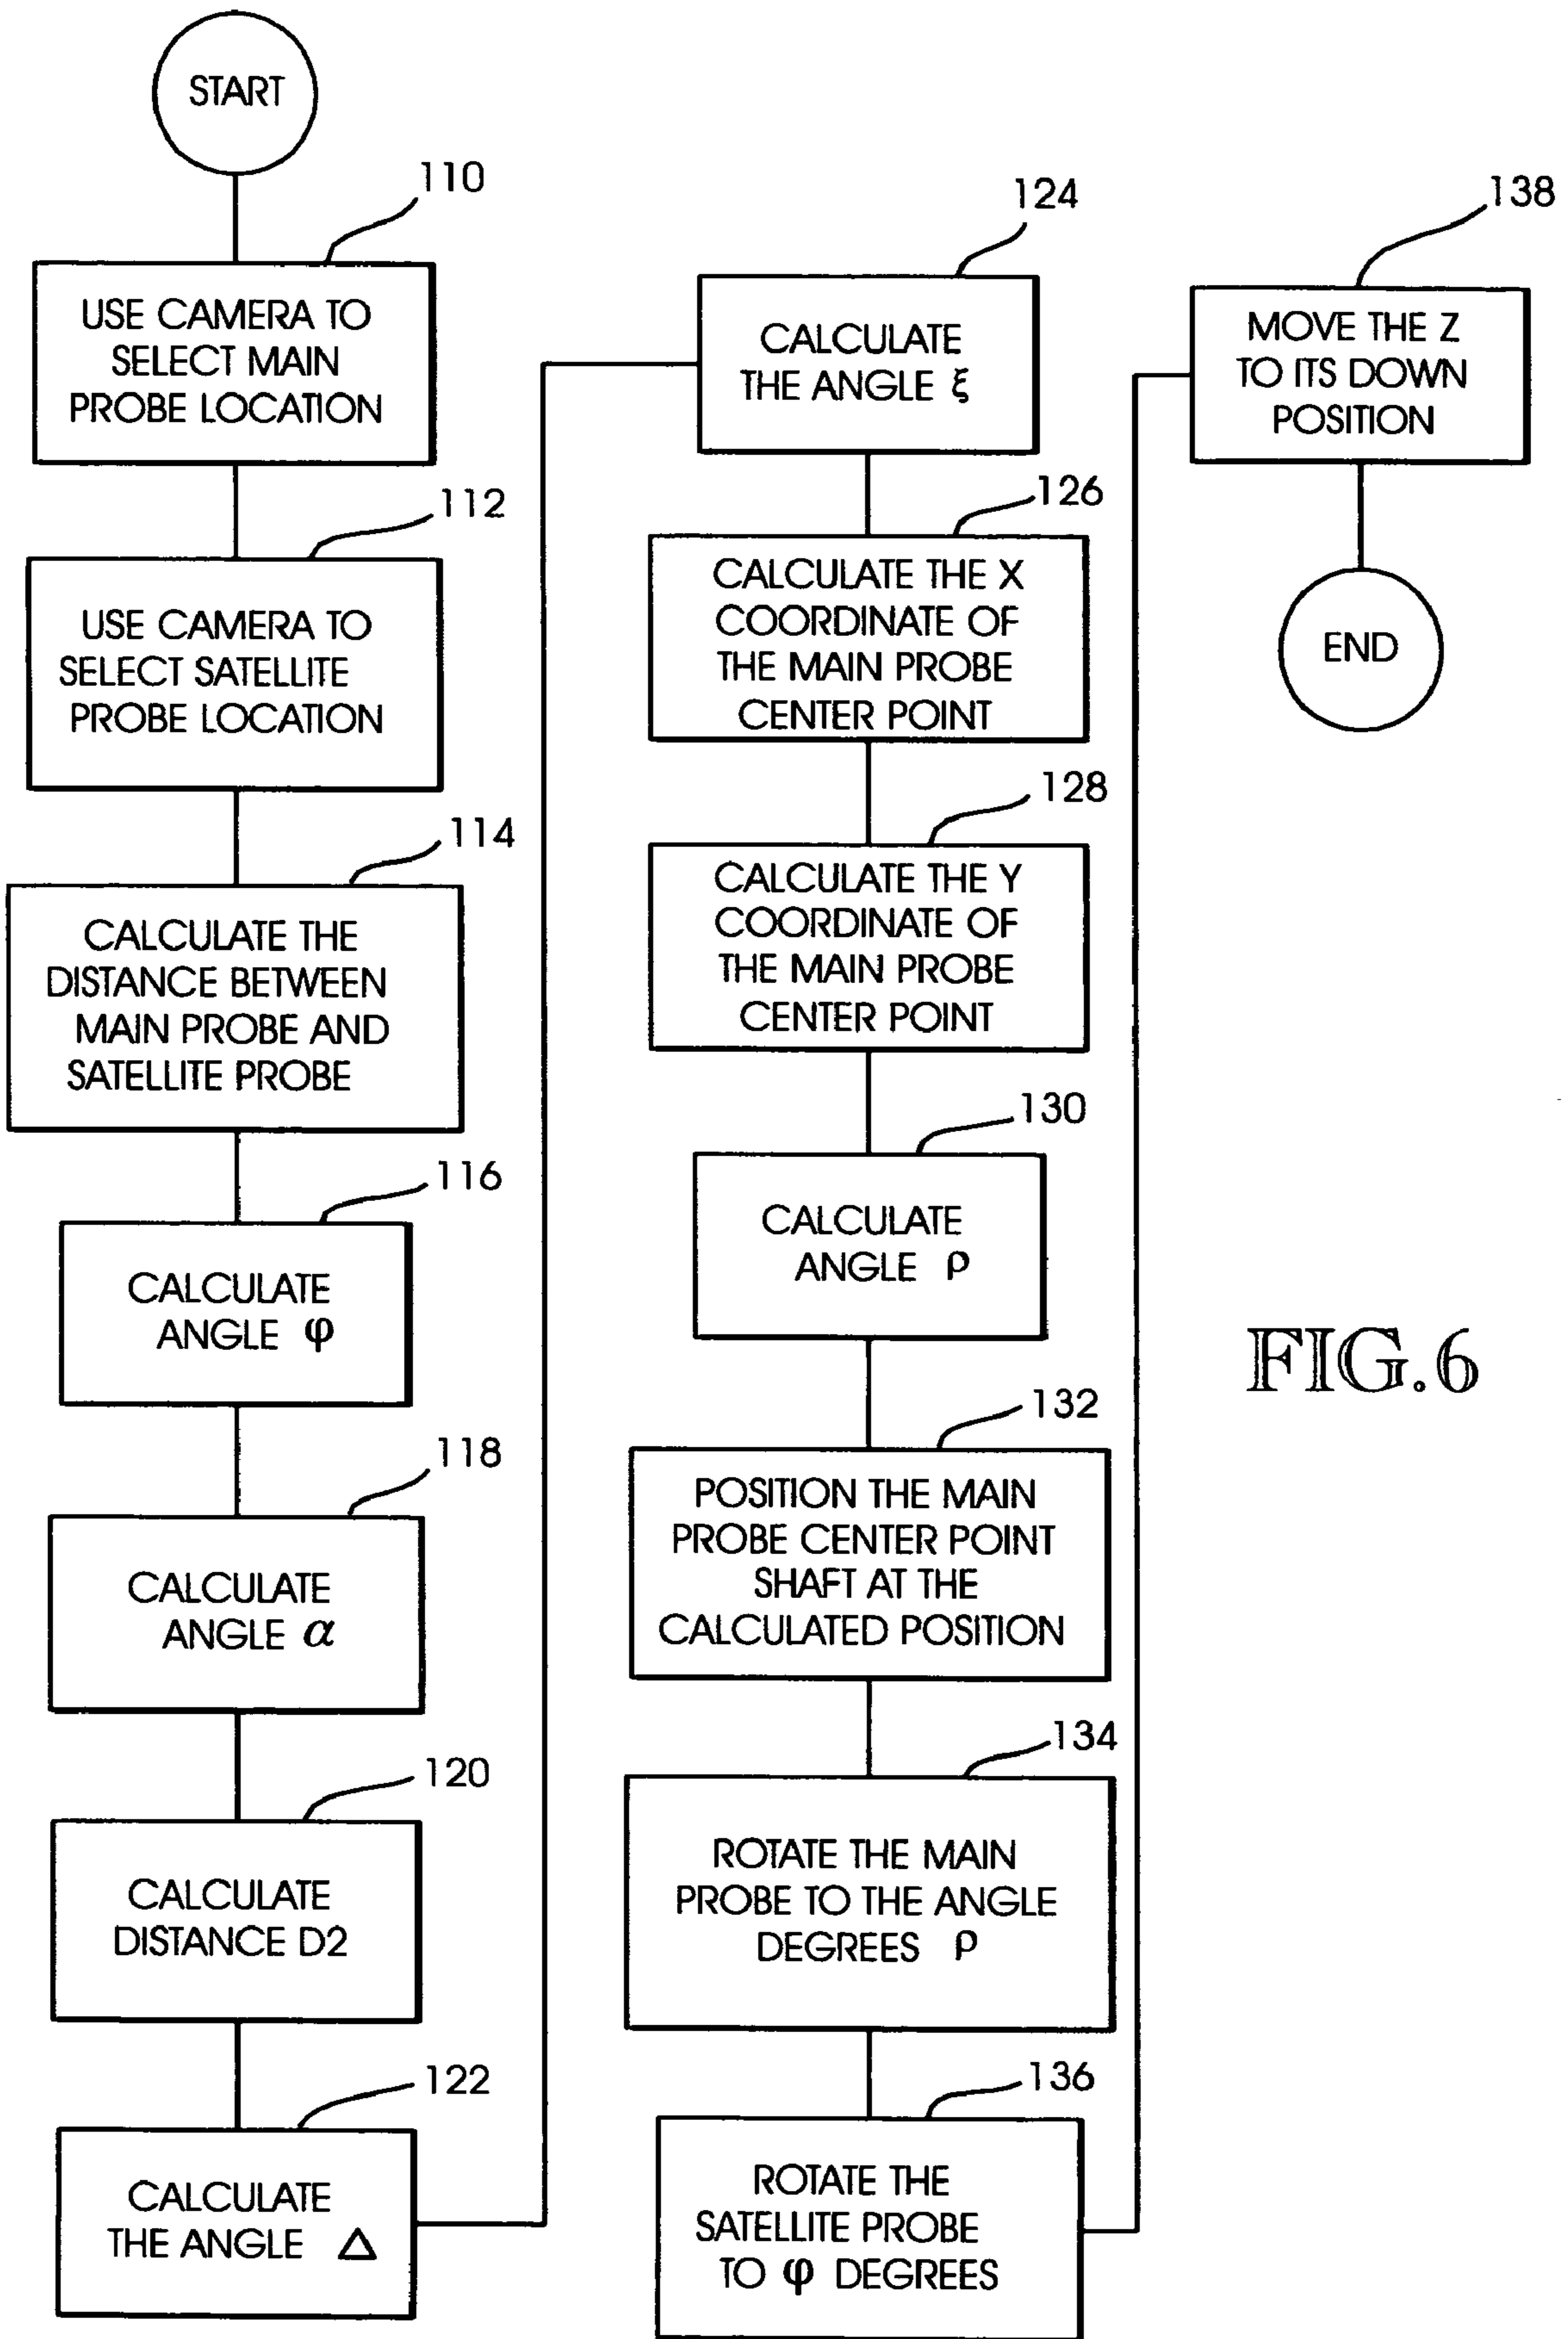 START
110
USE CAMERA TO
SELECT MAIN
PROBE LOCATION
112
USE CAMERA TO
SELECT SATELLITE
PROBE LOCATION
114
CALCULATE THE
DISTANCE BETWEEN
MAIN PROBE AND
SATELLITE PROBE
116
CALCULATE
ANGLE φ
118
CALCULATE
ANGLE α
120
CALCULATE
DISTANCE D2
122
CALCULATE
THE ANGLE Δ
124
CALCULATE
THE ANGLE ξ
126
CALCULATE THE X
COORDINATE OF
THE MAIN PROBE
CENTER POINT
128
CALCULATE THE Y
COORDINATE OF
THE MAIN PROBE
CENTER POINT
130
CALCULATE
ANGLE ρ
132
POSITION THE MAIN
PROBE CENTER POINT
SHAFT AT THE
CALCULATED POSITION
134
ROTATE THE MAIN
PROBE TO THE ANGLE
DEGREES ρ
136
ROTATE THE
SATELLITE PROBE
TO φ DEGREES
138
MOVE THE Z
TO ITS DOWN
POSITION
END
FIG.6